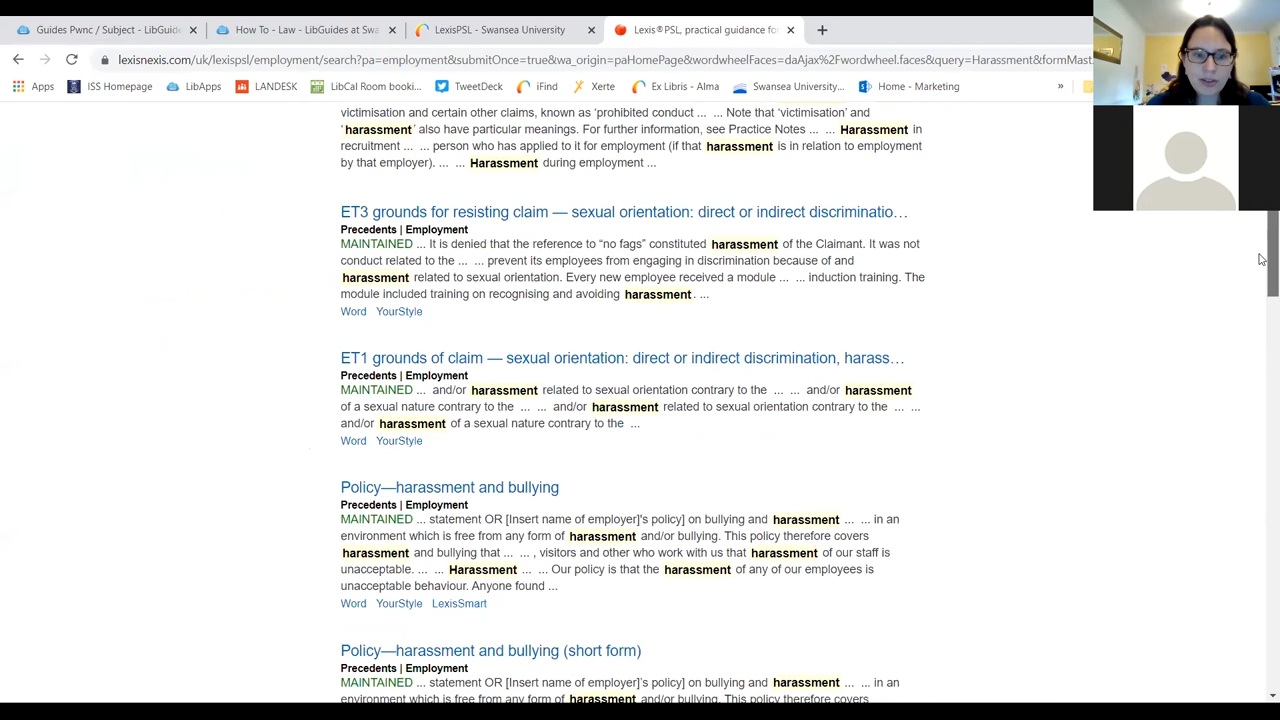 Guides Pwnc / Subject - LibGuid
How To - Law - LibGuides at Swa
LexisPSL - Swansea University
Lexis®PSL, practical guidance fo
lexisnexis.com/uk/lexispsl/employment/search?pa=employment&submitOnce=true&wa_origin=paHomePage&wordwheelFaces=daAjax%2Fwordwheel.faces&query=Harassment&formMast
Apps
ISS Homepage
LibApps
LANDESK
LibCal Room booki...
TweetDeck
iFind
Xerte
Ex Libris - Alma
Swansea University...
Home - Marketing
»
victimisation and certain other claims, known as 'prohibited conduct ... ... Note that 'victimisation' and
'harassment' also have particular meanings. For further information, see Practice Notes ... ... Harassment in
recruitment ... ... person who has applied to it for employment (if that harassment is in relation to employment
by that employer). ... ... Harassment during employment ...
ET3 grounds for resisting claim — sexual orientation: direct or indirect discriminatio…
Precedents | Employment
MAINTAINED ... It is denied that the reference to “no fags” constituted harassment of the Claimant. It was not
conduct related to the ... ... prevent its employees from engaging in discrimination because of and
harassment related to sexual orientation. Every new employee received a module ... ... induction training. The
module included training on recognising and avoiding harassment. ...
Word YourStyle
ET1 grounds of claim — sexual orientation: direct or indirect discrimination, harass…
Precedents | Employment
MAINTAINED ... and/or harassment related to sexual orientation contrary to the ... ... and/or harassment
of a sexual nature contrary to the ... ... and/or harassment related to sexual orientation contrary to the ... ...
and/or harassment of a sexual nature contrary to the ...
Word YourStyle
Policy—harassment and bullying
Precedents | Employment
MAINTAINED ... statement OR [Insert name of employer]'s policy] on bullying and harassment ... ... in an
environment which is free from any form of harassment and/or bullying. This policy therefore covers
harassment and bullying that ... ... , visitors and other who work with us that harassment of our staff is
unacceptable. ... ... Harassment ... ... Our policy is that the harassment of any of our employees is
unacceptable behaviour. Anyone found ...
Word YourStyle LexisSmart
Policy—harassment and bullying (short form)
Precedents | Employment
MAINTAINED ... statement OR [Insert name of employer]'s policy] on bullying and harassment ... ... in an
environment which is free from any form of harassment and/or bullying. This policy therefore covers